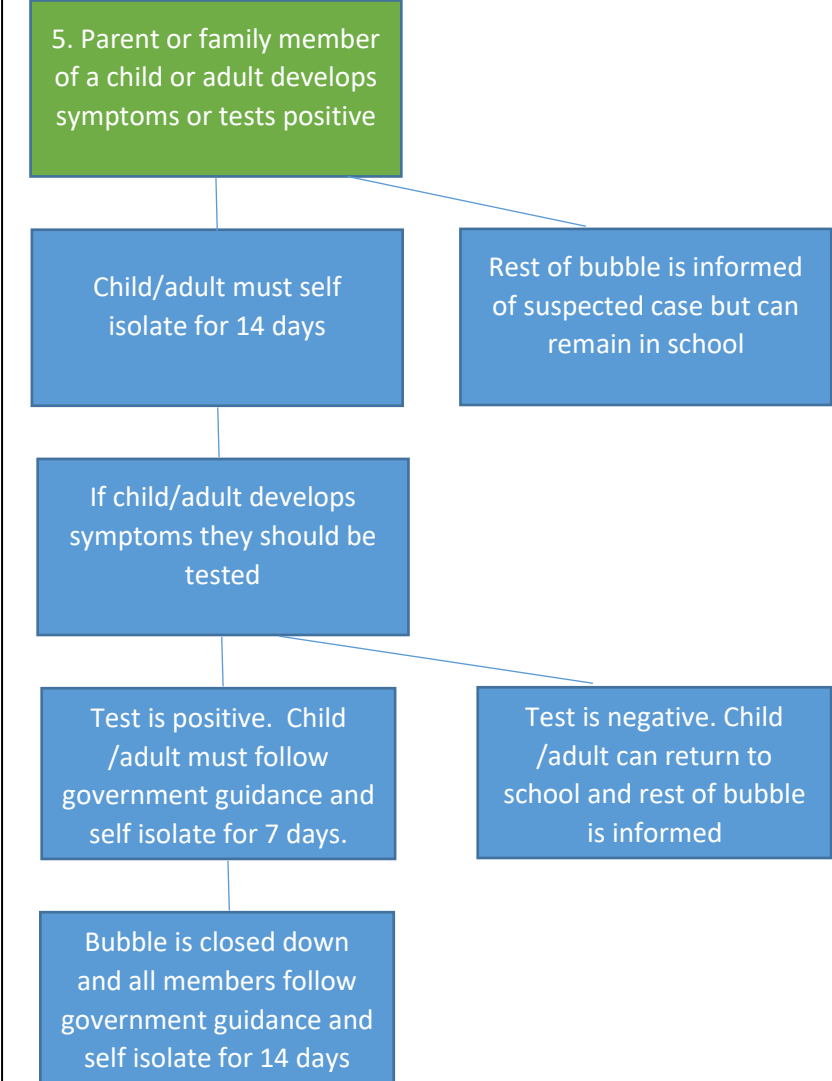 5. Parent or family member
of a child or adult develops
symptoms or tests positive
Child/adult must self
isolate for 14 days
Rest of bubble is informed
of suspected case but can
remain in school
If child/adult develops
symptoms they should be
tested
Test is positive.  Child
/adult must follow
government guidance and
self isolate for 7 days.
Test is negative. Child
/adult can return to
school and rest of bubble
is informed
Bubble is closed down
and all members follow
government guidance and
self isolate for 14 days